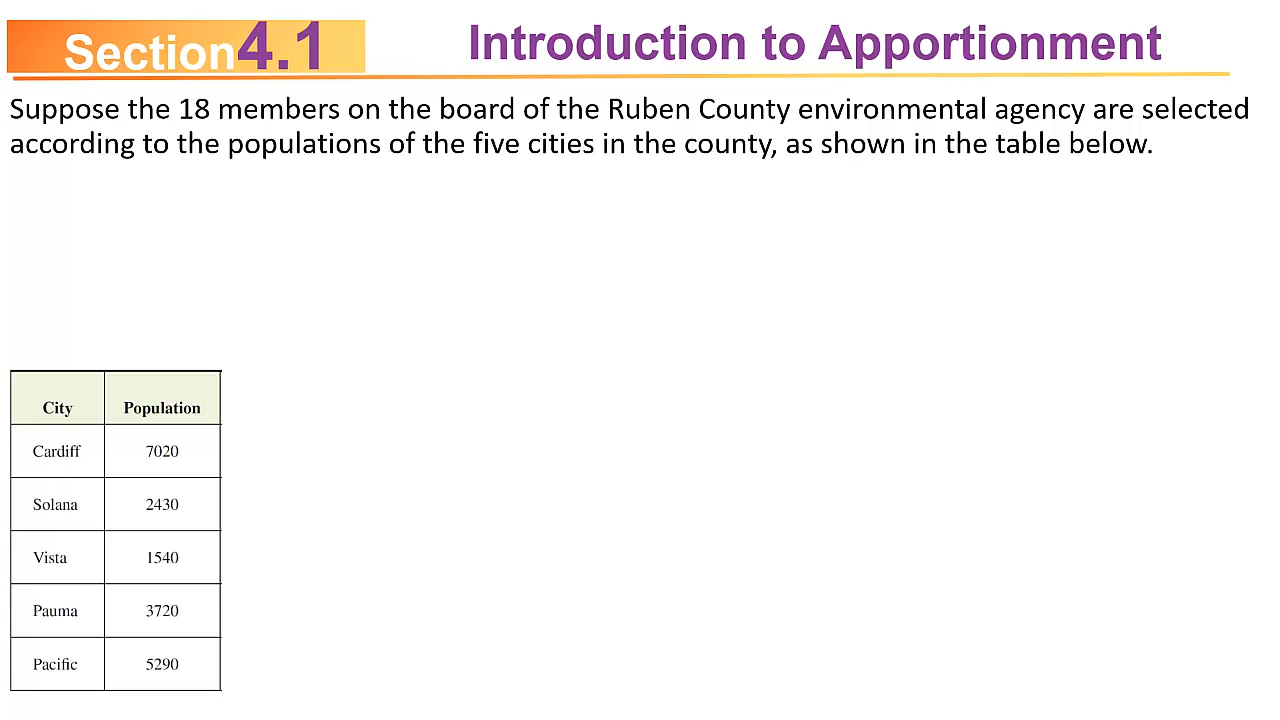 Section 4.1
Introduction to Apportionment
Suppose the 18 members on the board of the Ruben County environmental agency are selected
according to the populations of the five cities in the county, as shown in the table below.
City Population
Cardiff 7020
Solana 2430
Vista 1540
Pauma 3720
Pacific 5290